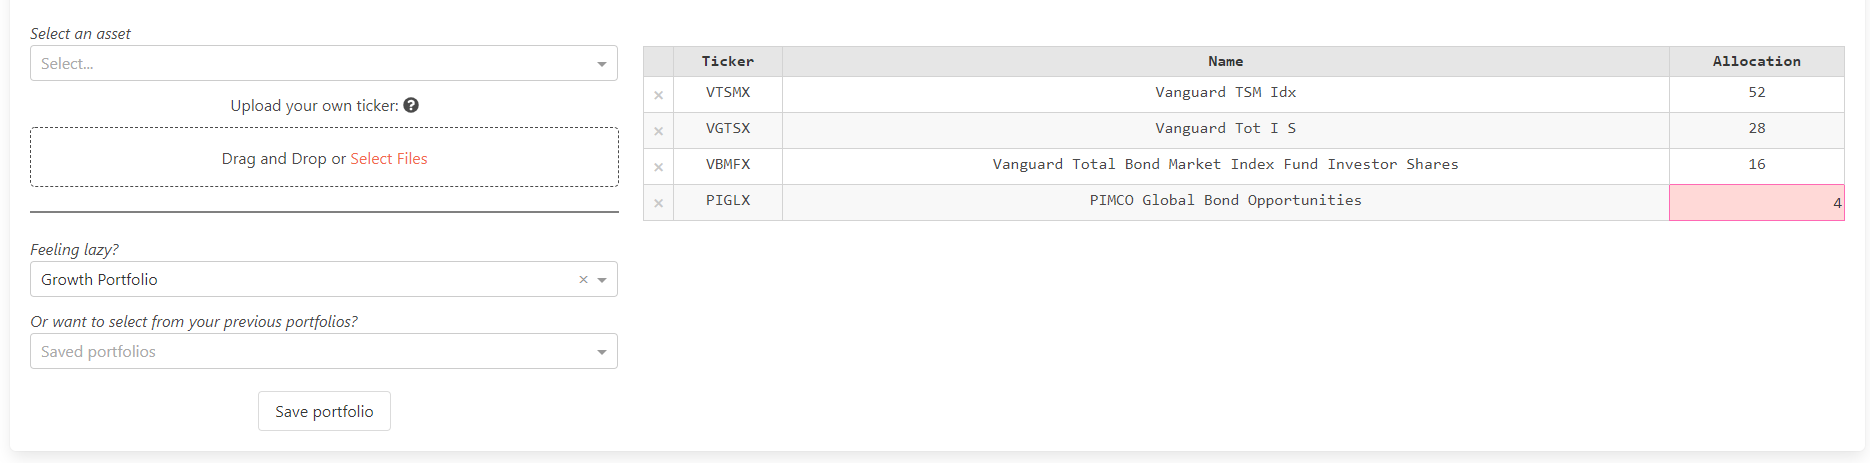 Select an asset
Select...
Upload your own ticker:
Drag and Drop or Select Files
Feeling lazy?
Growth Portfolio
Or want to select from your previous portfolios?
Saved portfolios
Save portfolio
Ticker Name Allocation
VTSMX Vanguard TSM Idx 52
VGTSX Vanguard Tot I S 28
VBMFX Vanguard Total Bond Market Index Fund Investor Shares 16
PIGLX PIMCO Global Bond Opportunities 4